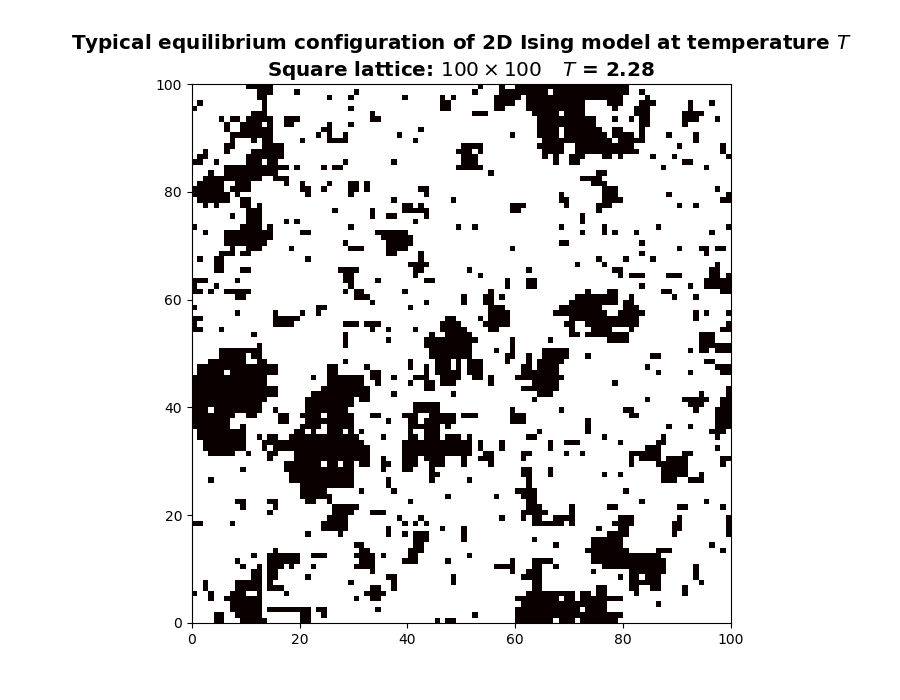 Typical equilibrium configuration of 2D Ising model at temperature T
Square lattice: 100 × 100 T = 2.28
100
80
60
40
20
0
0 20 40 60 80 100